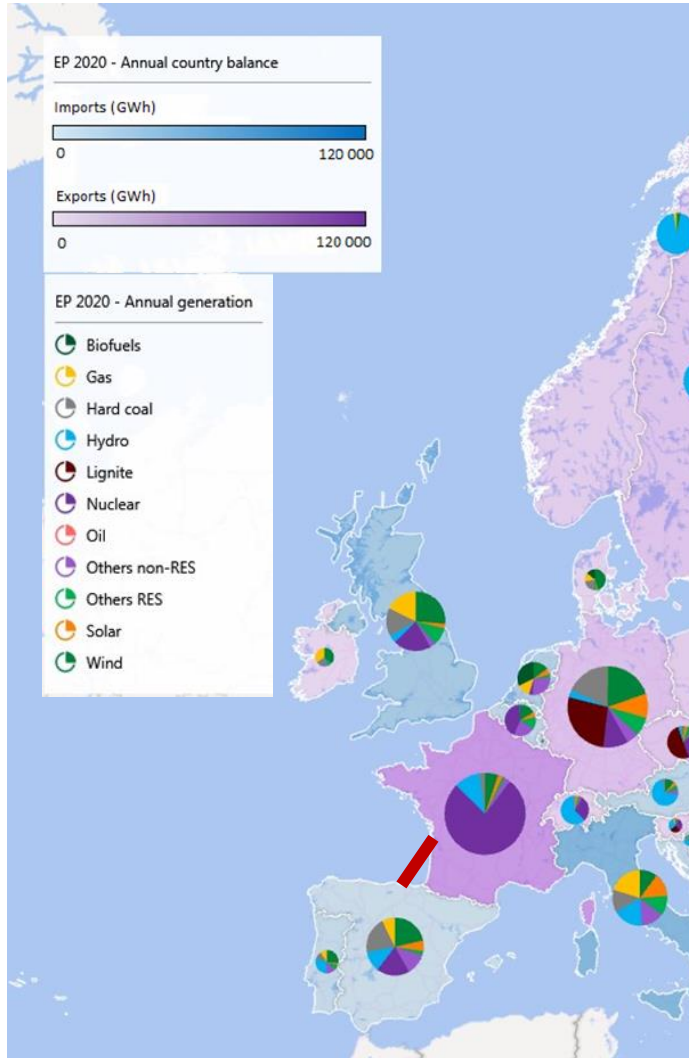 EP 2020 - Annual country balance
Imports (GWh)
0 120 000
Exports (GWh)
0 120 000
EP 2020 - Annual generation
Biofuels
Gas
Hard coal
Hydro
Lignite
Nuclear
Oil
Others non-RES
Others RES
Solar
Wind